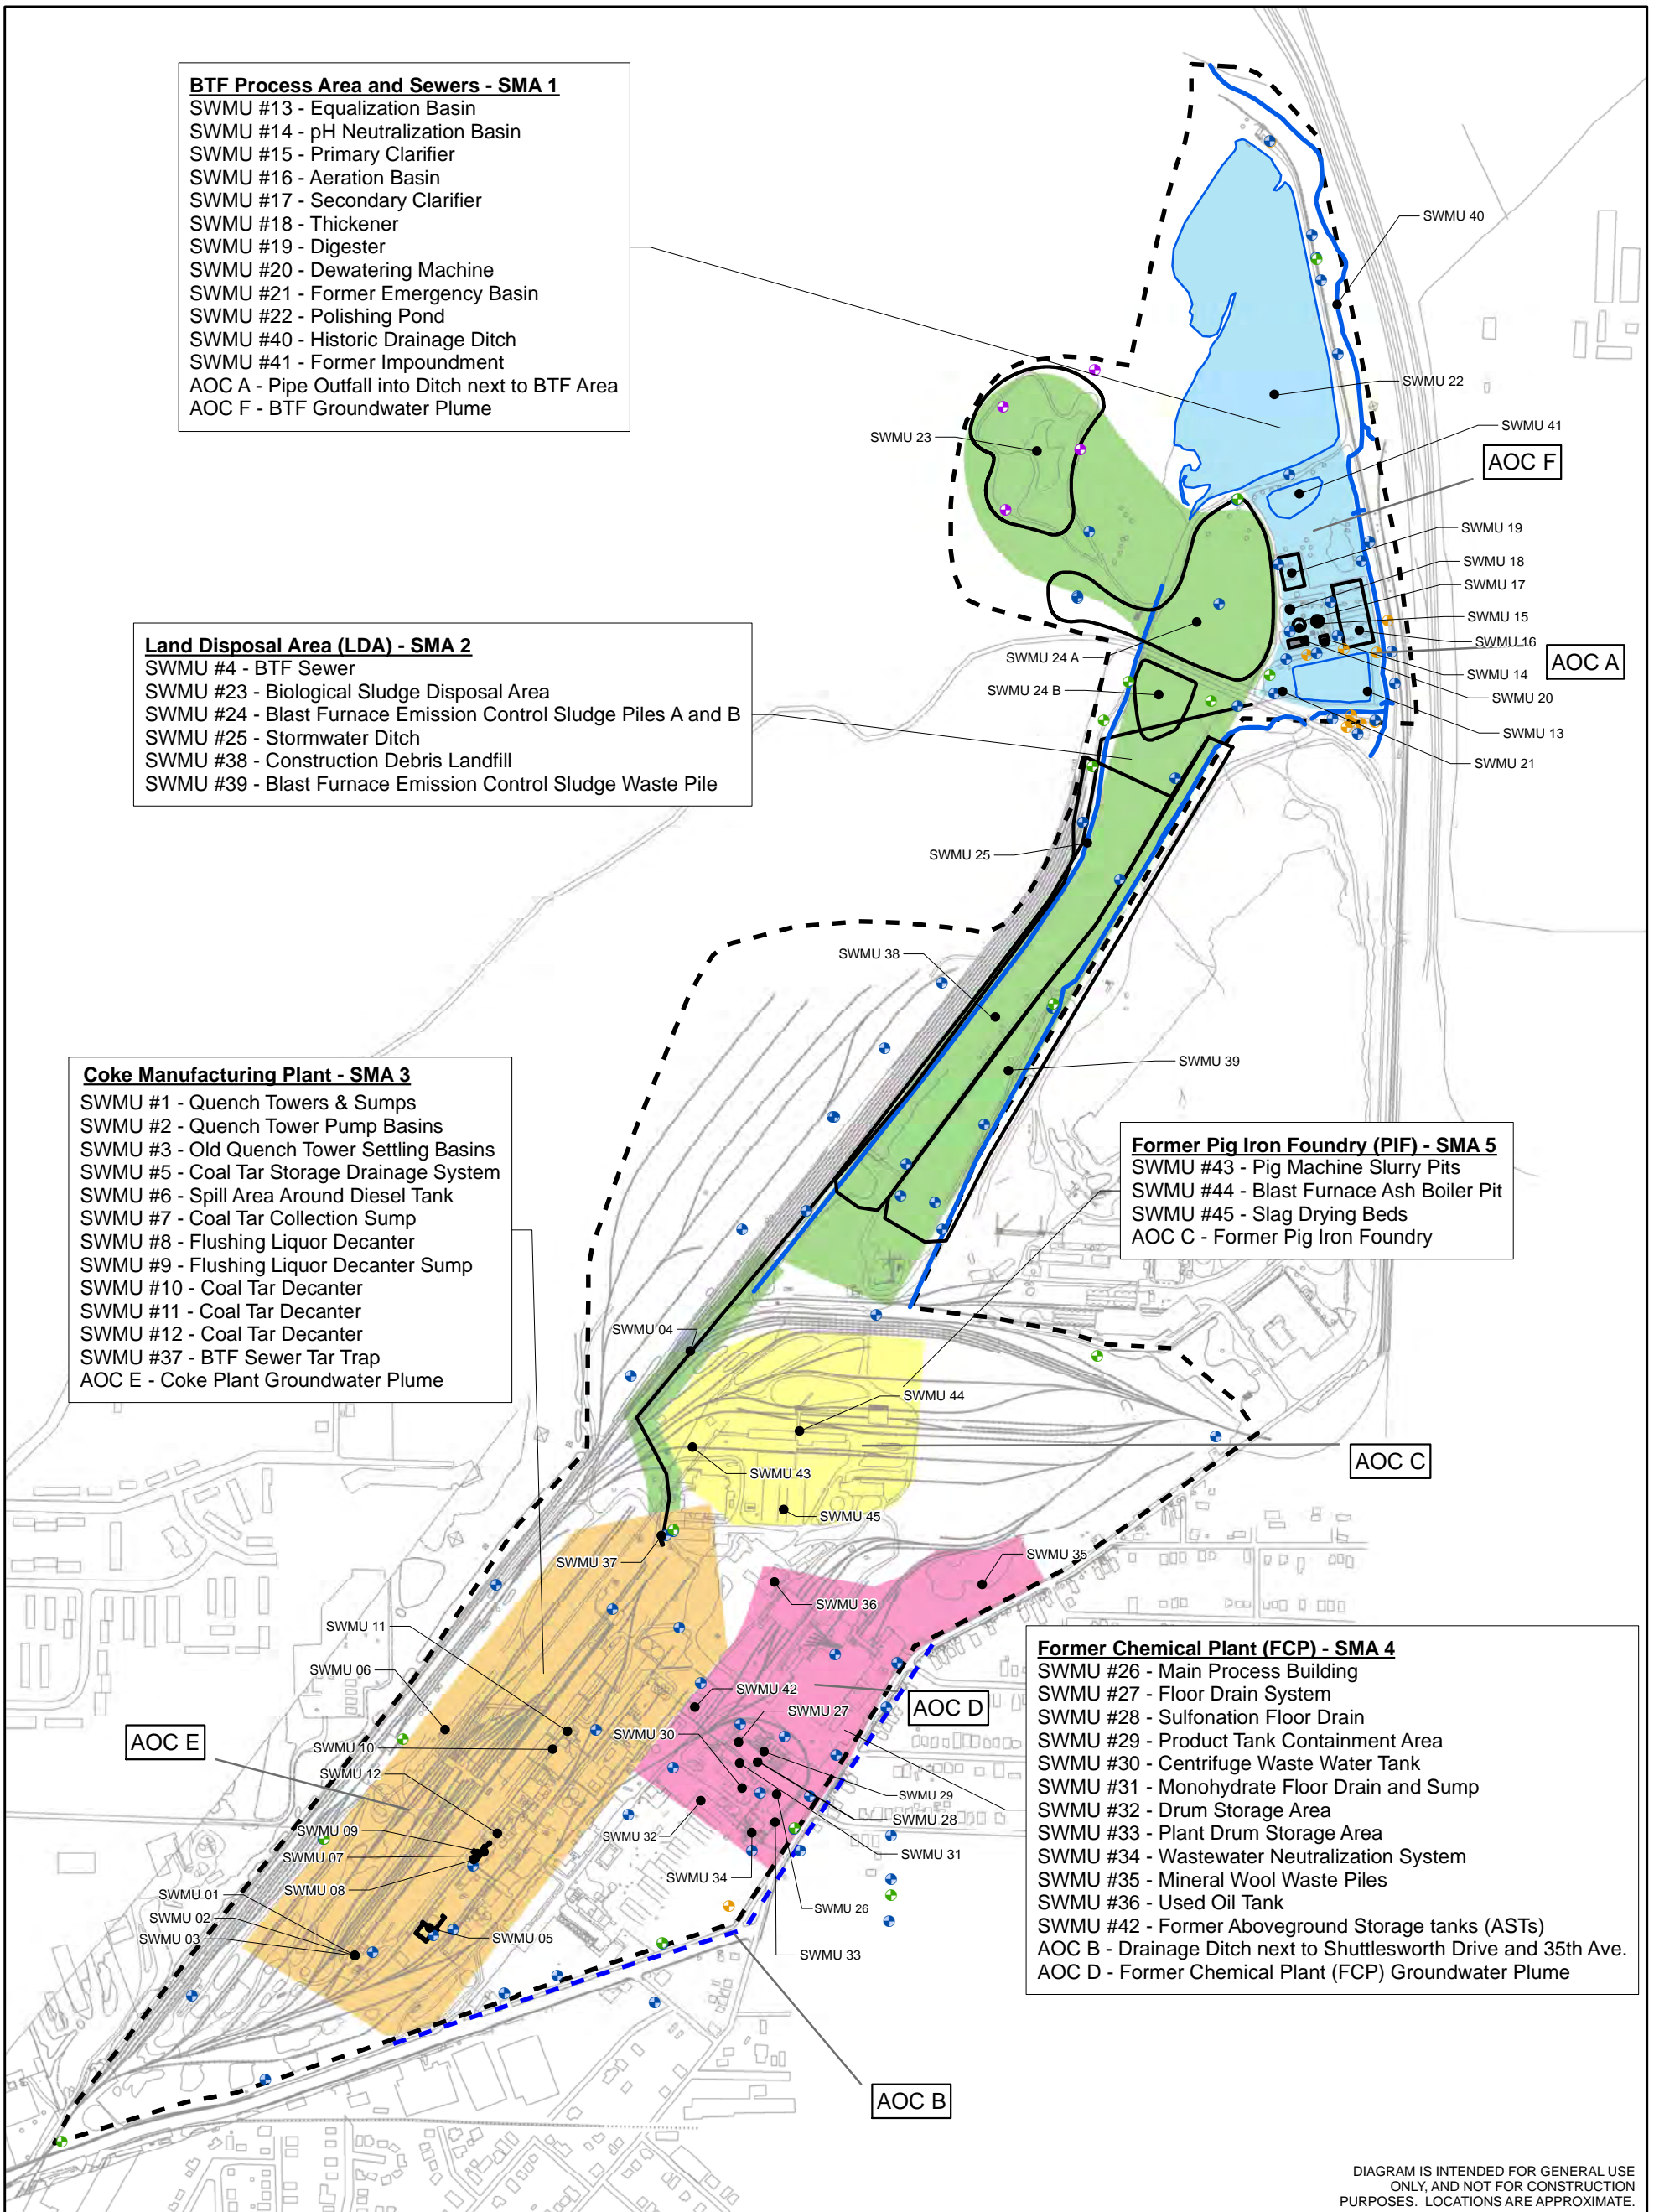 BTF Process Area and Sewers - SMA 1
SWMU #13 - Equalization Basin
SWMU #14 - pH Neutralization Basin
SWMU #15 - Primary Clarifier
SWMU #16 - Aeration Basin
SWMU #17 - Secondary Clarifier
SWMU #18 - Thickener
SWMU #19 - Digester
SWMU #20 - Dewatering Machine
SWMU #21 - Former Emergency Basin
SWMU #22 - Polishing Pond
SWMU #40 - Historic Drainage Ditch
SWMU #41 - Former Impoundment
AOC A - Pipe Outfall into Ditch next to BTF Area
AOC F - BTF Groundwater Plume
SWMU 40
SWMU 22
SWMU 41
AOC F
SWMU 23
SWMU 19
SWMU 18
SWMU 17
SWMU 15
SWMU 16
AOC A
SWMU 14
SWMU 20
SWMU 13
SWMU 21
Land Disposal Area (LDA) - SMA 2
SWMU #4 - BTF Sewer
SWMU #23 - Biological Sludge Disposal Area
SWMU #24 - Blast Furnace Emission Control Sludge Piles A and B
SWMU #25 - Stormwater Ditch
SWMU #38 - Construction Debris Landfill
SWMU #39 - Blast Furnace Emission Control Sludge Waste Pile
SWMU 24 A
SWMU 24 B
SWMU 25
SWMU 38
SWMU 39
Coke Manufacturing Plant - SMA 3
SWMU #1 - Quench Towers & Sumps
SWMU #2 - Quench Tower Pump Basins
SWMU #3 - Old Quench Tower Settling Basins
SWMU #5 - Coal Tar Storage Drainage System
SWMU #6 - Spill Area Around Diesel Tank
SWMU #7 - Coal Tar Collection Sump
SWMU #8 - Flushing Liquor Decanter
SWMU #9 - Flushing Liquor Decanter Sump
SWMU #10 - Coal Tar Decanter
SWMU #11 - Coal Tar Decanter
SWMU #12 - Coal Tar Decanter
SWMU #37 - BTF Sewer Tar Trap
AOC E - Coke Plant Groundwater Plume
Former Pig Iron Foundry (PIF) - SMA 5
SWMU #43 - Pig Machine Slurry Pits
SWMU #44 - Blast Furnace Ash Boiler Pit
SWMU #45 - Slag Drying Beds
AOC C - Former Pig Iron Foundry
SWMU 04
SWMU 44
AOC C
SWMU 43
SWMU 45
SWMU 37
SWMU 35
SWMU 36
SWMU 11
SWMU 06
SWMU 42
AOC D
SWMU 27
SWMU 30
AOC E
SWMU 10
SWMU 12
SWMU 29
SWMU 28
SWMU 09
SWMU 32
SWMU 07
SWMU 31
SWMU 34
SWMU 08
SWMU 01
SWMU 26
SWMU 02
SWMU 03
SWMU 05
SWMU 33
Former Chemical Plant (FCP) - SMA 4
SWMU #26 - Main Process Building
SWMU #27 - Floor Drain System
SWMU #28 - Sulfonation Floor Drain
SWMU #29 - Product Tank Containment Area
SWMU #30 - Centrifuge Waste Water Tank
SWMU #31 - Monohydrate Floor Drain and Sump
SWMU #32 - Drum Storage Area
SWMU #33 - Plant Drum Storage Area
SWMU #34 - Wastewater Neutralization System
SWMU #35 - Mineral Wool Waste Piles
SWMU #36 - Used Oil Tank
SWMU #42 - Former Aboveground Storage tanks (ASTs)
AOC B - Drainage Ditch next to Shuttlesworth Drive and 35th Ave.
AOC D - Former Chemical Plant (FCP) Groundwater Plume
AOC B
DIAGRAM IS INTENDED FOR GENERAL USE
ONLY, AND NOT FOR CONSTRUCTION
PURPOSES. LOCATIONS ARE APPROXIMATE.